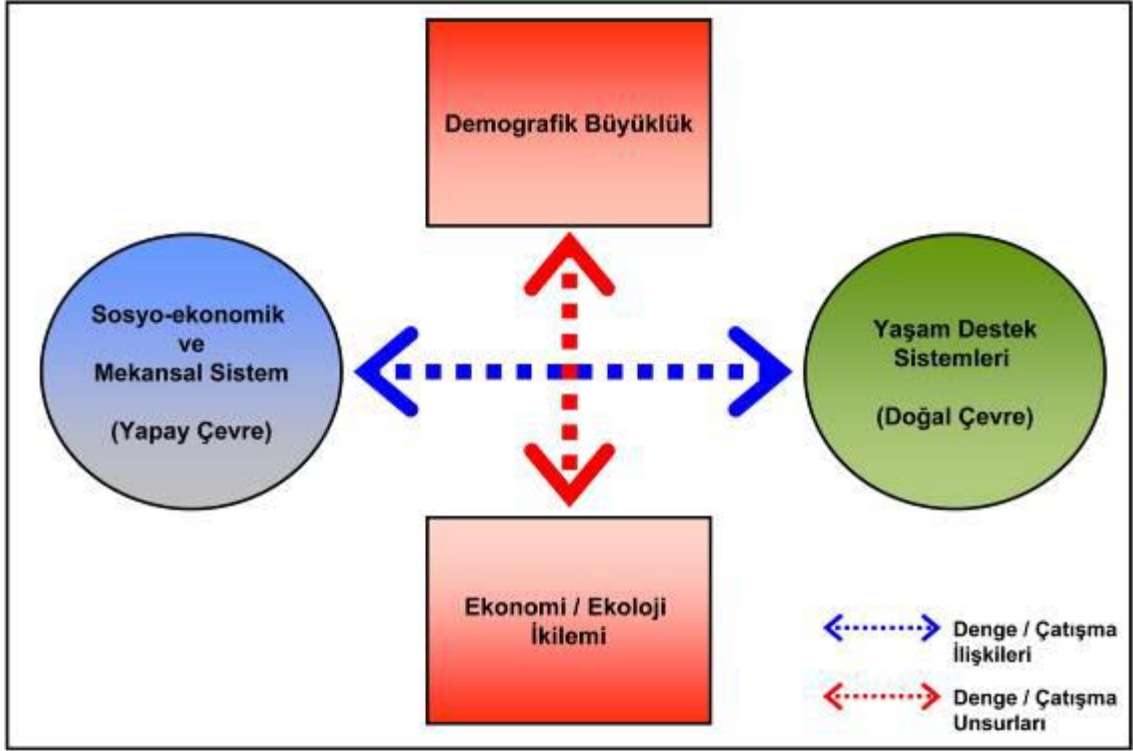 Demografik Büyüklük
Sosyo-ekonomik
ve
Mekansal Sistem
(Yapay Çevre)
Yaşam Destek
Sistemleri
(Doğal Çevre)
Ekonomi / Ekoloji
İkilemi
Denge / Çatışma
İlişkileri
Denge / Çatışma
Unsurları